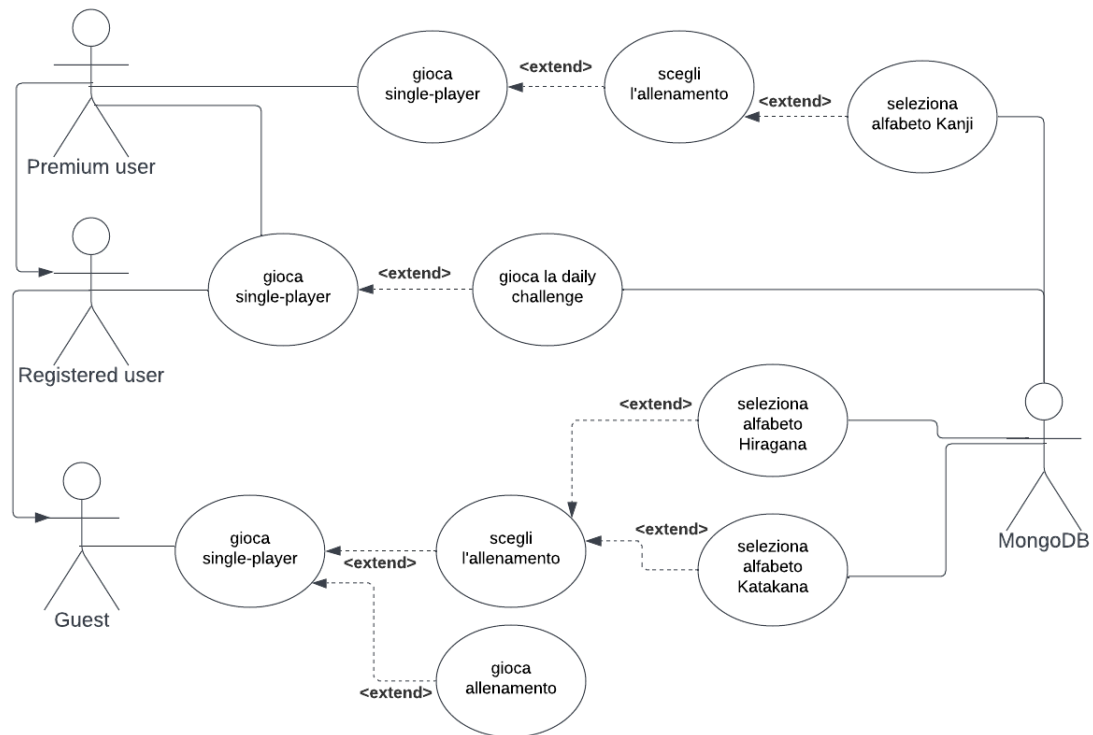 gioca
single-player
<extend>
scegli
l'allenamento
<extend>
seleziona
alfabeto Kanji
Premium user
gioca
single-player
<extend>
gioca la daily
challenge
Registered user
<extend>
seleziona
alfabeto
Hiragana
gioca
single-player
<extend>
scegli
l'allenamento
<extend>
seleziona
alfabeto
Katakana
MongoDB
Guest
<extend>
gioca
allenamento